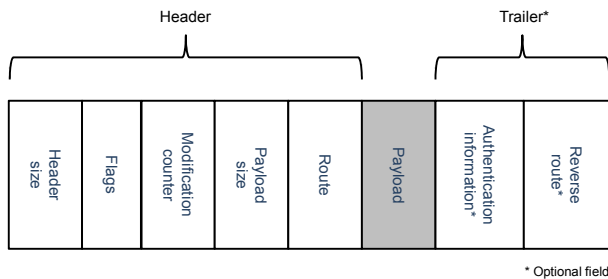 Header
Trailer*
Header
size
Flags
Modification
counter
Payload
size
Route
Payload
Authentication
information*
Reverse
route*
* Optional field